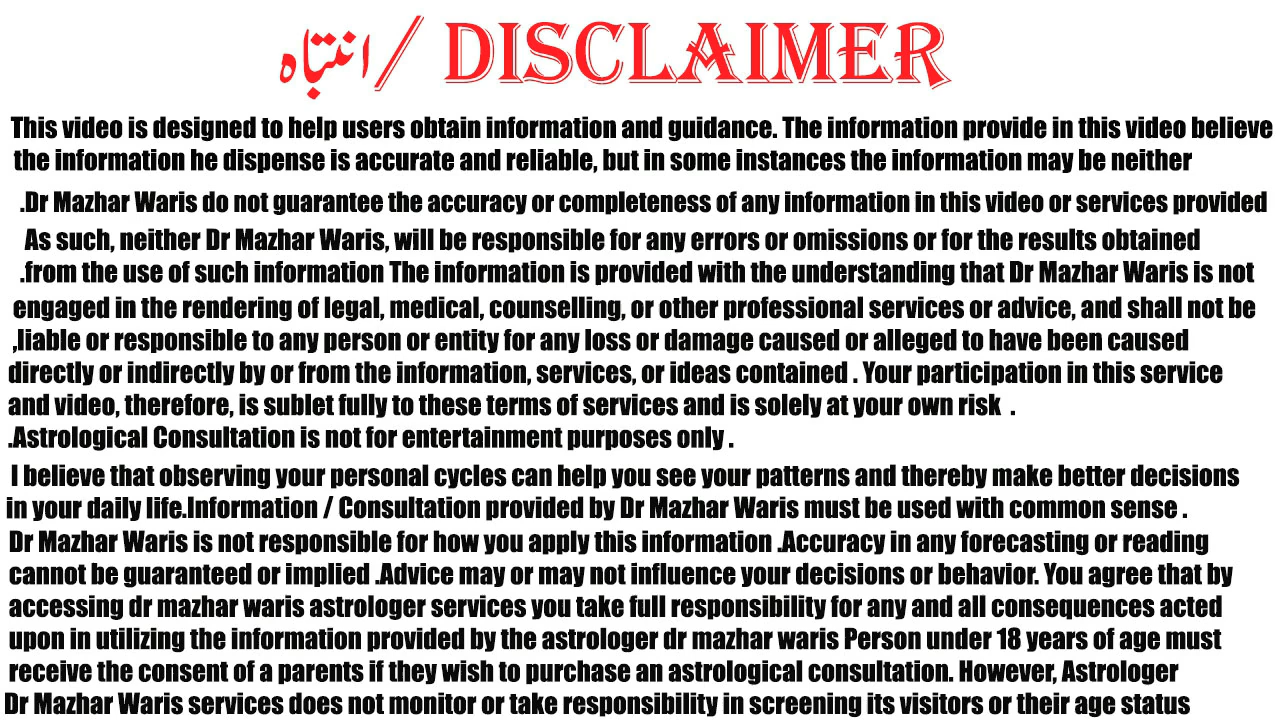 DISCLAIMER / انتباہ
This video is designed to help users obtain information and guidance. The information provide in this video believe
the information he dispense is accurate and reliable, but in some instances the information may be neither
.Dr Mazhar Waris do not guarantee the accuracy or completeness of any information in this video or services provided
As such, neither Dr Mazhar Waris, will be responsible for any errors or omissions or for the results obtained
.from the use of such information The information is provided with the understanding that Dr Mazhar Waris is not
engaged in the rendering of legal, medical, counselling, or other professional services or advice, and shall not be
,liable or responsible to any person or entity for any loss or damage caused or alleged to have been caused
directly or indirectly by or from the information, services, or ideas contained . Your participation in this service
and video, therefore, is sublet fully to these terms of services and is solely at your own risk .
.Astrological Consultation is not for entertainment purposes only .
I believe that observing your personal cycles can help you see your patterns and thereby make better decisions
in your daily life.Information / Consultation provided by Dr Mazhar Waris must be used with common sense .
Dr Mazhar Waris is not responsible for how you apply this information .Accuracy in any forecasting or reading
cannot be guaranteed or implied .Advice may or may not influence your decisions or behavior. You agree that by
accessing dr mazhar waris astrologer services you take full responsibility for any and all consequences acted
upon in utilizing the information provided by the astrologer dr mazhar waris Person under 18 years of age must
receive the consent of a parents if they wish to purchase an astrological consultation. However, Astrologer
Dr Mazhar Waris services does not monitor or take responsibility in screening its visitors or their age status